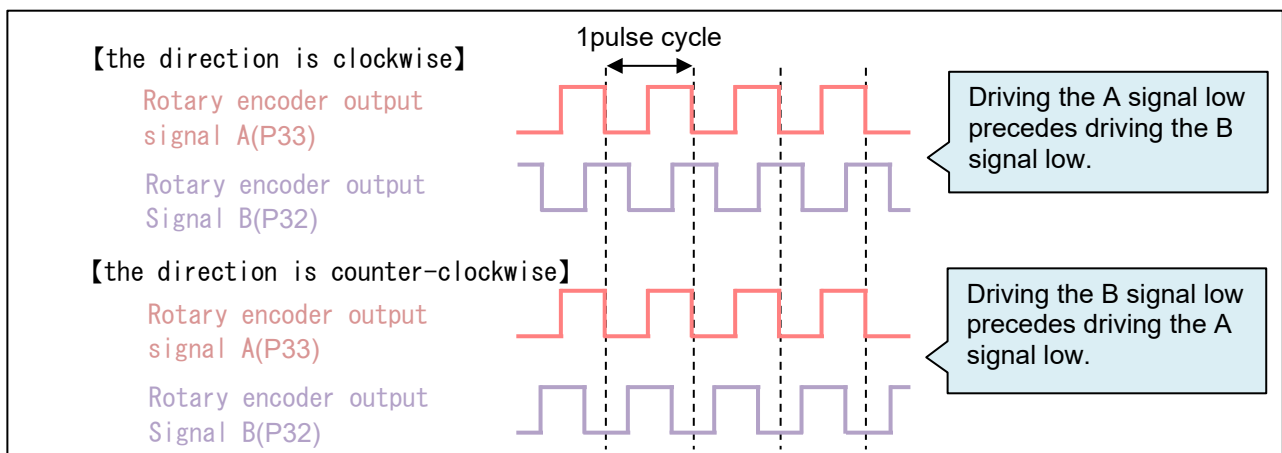 1pulse cycle
【the direction is clockwise】
Rotary encoder output
signal A(P33)
Rotary encoder output
Signal B(P32)
Driving the A signal low
precedes driving the B
signal low.
【the direction is counter-clockwise】
Rotary encoder output
signal A(P33)
Rotary encoder output
Signal B(P32)
Driving the B signal low
precedes driving the A
signal low.